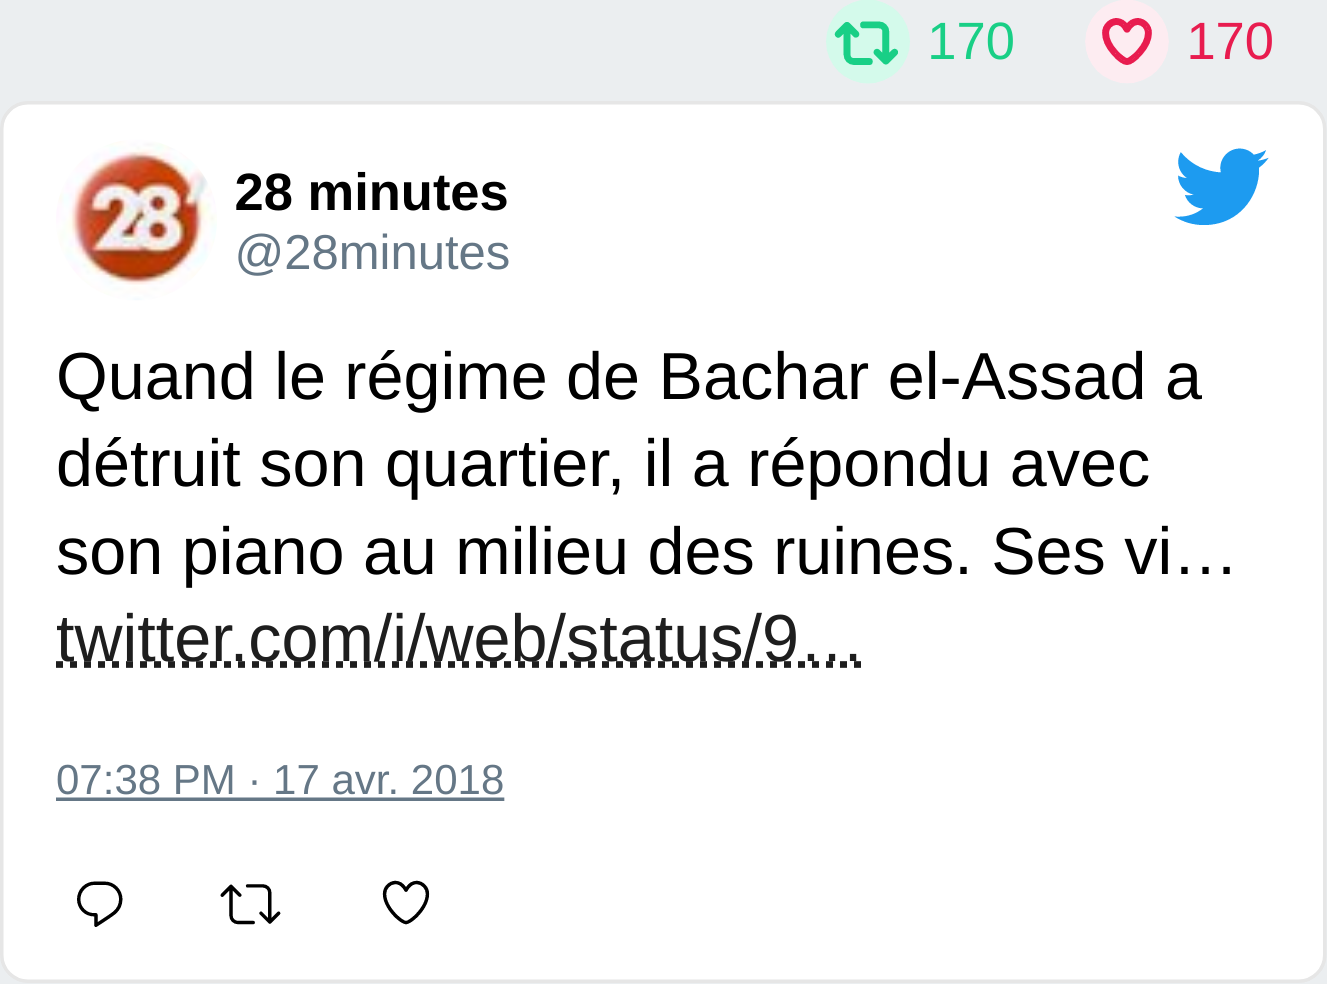 170 170
28'
28 minutes
@28minutes
Quand le régime de Bachar el-Assad a
détruit son quartier, il a répondu avec
son piano au milieu des ruines. Ses vi…
twitter.com/i/web/status/9…
07:38 PM · 17 avr. 2018